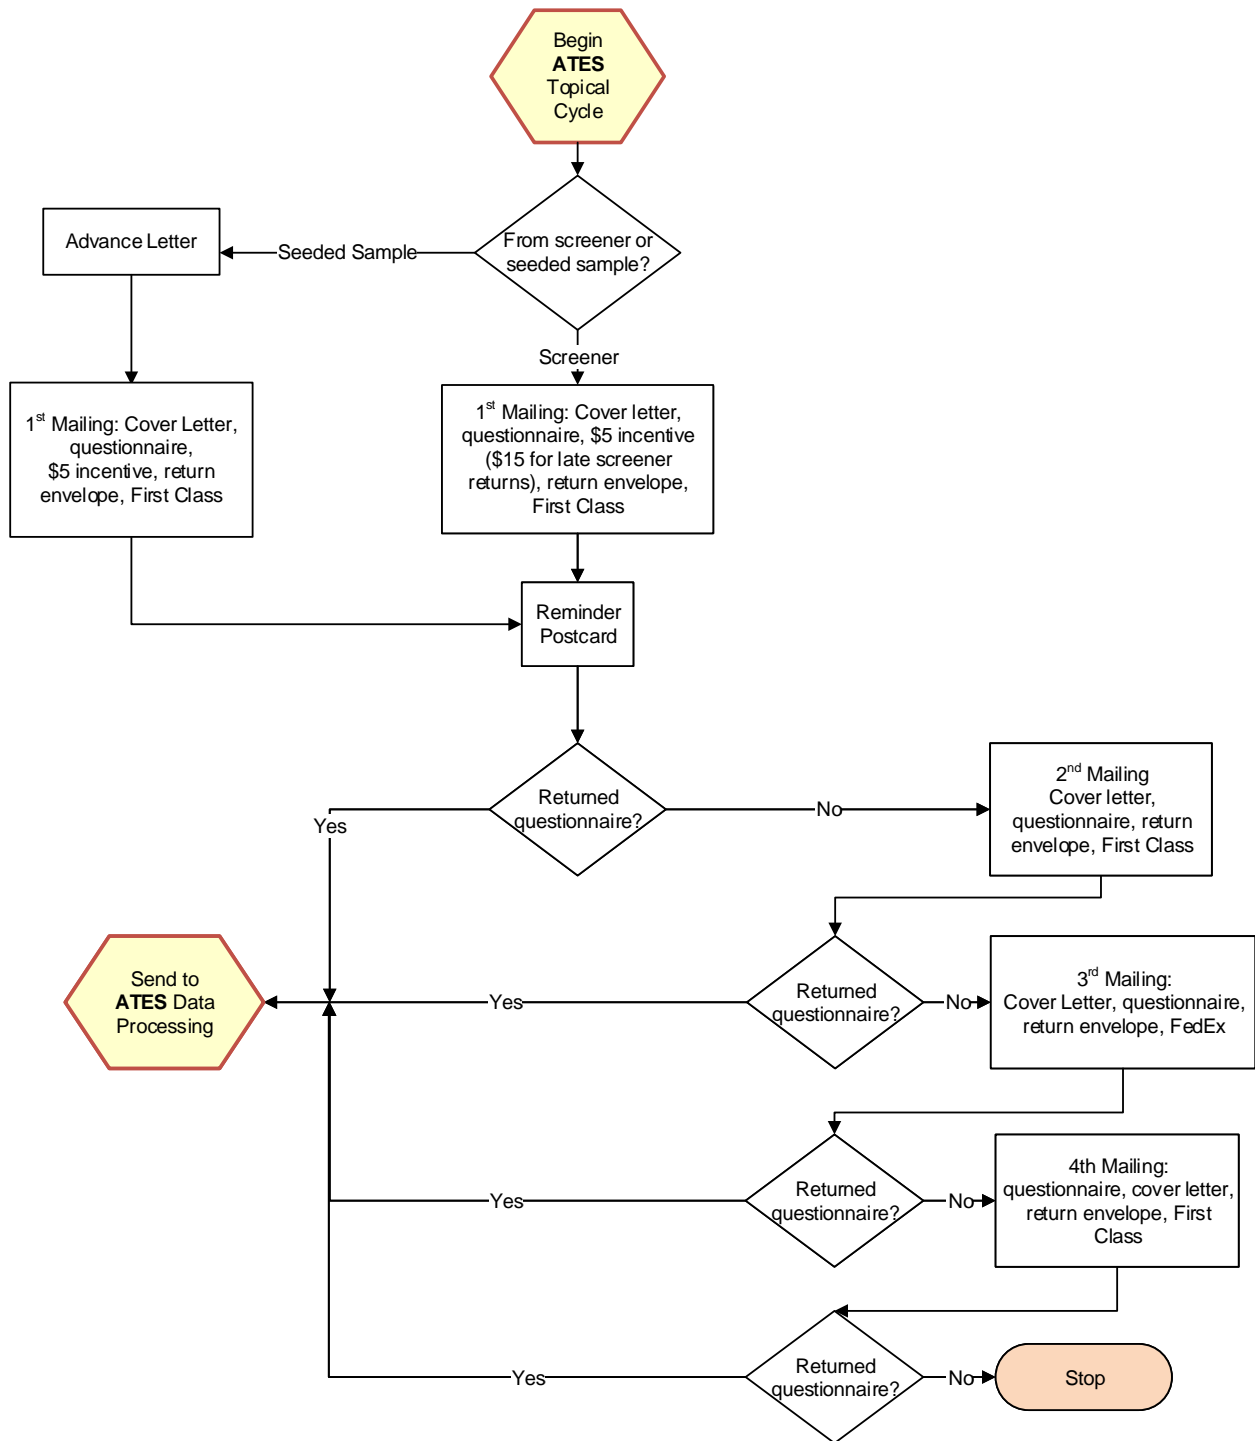 Begin
ATES
Topical
Cycle
From screener or
seeded sample?
Seeded Sample
Advance Letter
Screener
1st Mailing: Cover Letter,
questionnaire,
$5 incentive, return
envelope, First Class
1st Mailing: Cover letter,
questionnaire, $5 incentive
($15 for late screener
returns), return envelope,
First Class
Reminder
Postcard
Returned
questionnaire?
Yes
No
2nd Mailing
Cover letter,
questionnaire, return
envelope, First Class
Send to
ATES Data
Processing
Yes
Returned
questionnaire?
No
3rd Mailing:
Cover Letter, questionnaire,
return envelope, FedEx
Yes
Returned
questionnaire?
No
4th Mailing:
questionnaire, cover letter,
return envelope, First
Class
Yes
Returned
questionnaire?
No
Stop